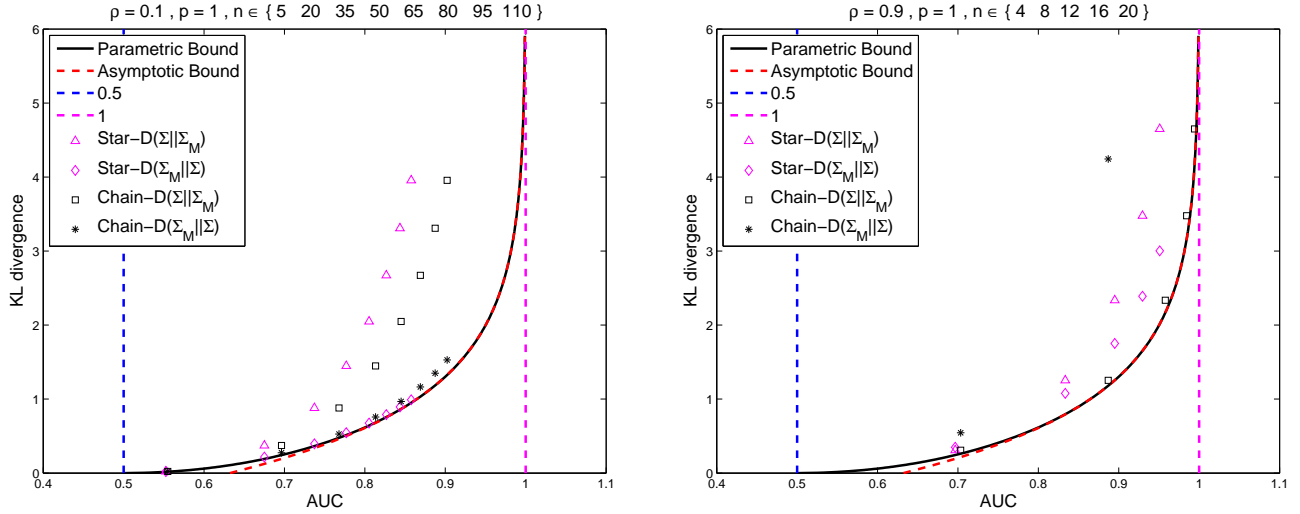 ρ = 0.1 , p = 1 , n ∈ { 5 20 35 50 65 80 95 110 }
6
5
4
3
2
1
0
KL divergence
Parametric Bound
Asymptotic Bound
0.5
1
Star−D(Σ||Σ_M)
Star−D(Σ_M||Σ)
Chain−D(Σ||Σ_M)
Chain−D(Σ_M||Σ)
0.4 0.5 0.6 0.7 0.8 0.9 1 1.1
AUC
ρ = 0.9 , p = 1 , n ∈ { 4 8 12 16 20 }
6
5
4
3
2
1
0
KL divergence
Parametric Bound
Asymptotic Bound
0.5
1
Star−D(Σ||Σ_M)
Star−D(Σ_M||Σ)
Chain−D(Σ||Σ_M)
Chain−D(Σ_M||Σ)
0.4 0.5 0.6 0.7 0.8 0.9 1 1.1
AUC